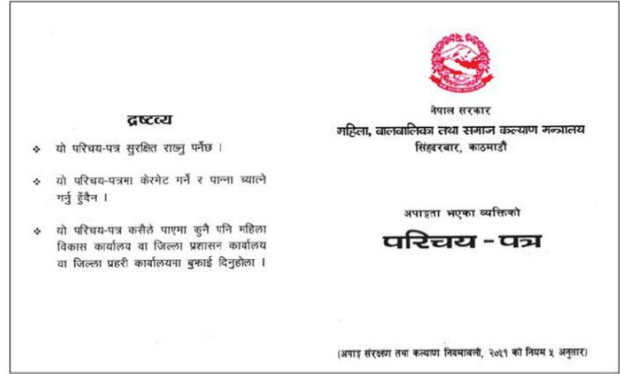 द्रष्टव्य
❖ यो परिचय-पत्र सुरक्षित राख्नु पर्नेछ ।
❖ यो परिचय-पत्रमा केरमेट गर्ने र पान्ना च्यात्ने
गर्नु हुँदैन ।
❖ यो परिचय-पत्र कसैले पाएमा कुनै पनि महिला
विकास कार्यालय वा जिल्ला प्रशासन कार्यालय
वा जिल्ला प्रहरी कार्यालयमा बुझाई दिनुहोला ।
नेपाल सरकार
महिला, बालबालिका तथा समाज कल्याण मन्त्रालय
सिंहदरबार, काठमाडौं
अपाङ्गता भएका व्यक्तिको
परिचय - पत्र
(अपाङ्ग संरक्षण तथा कल्याण नियमावली, २०५१ को नियम ५ अनुसार)